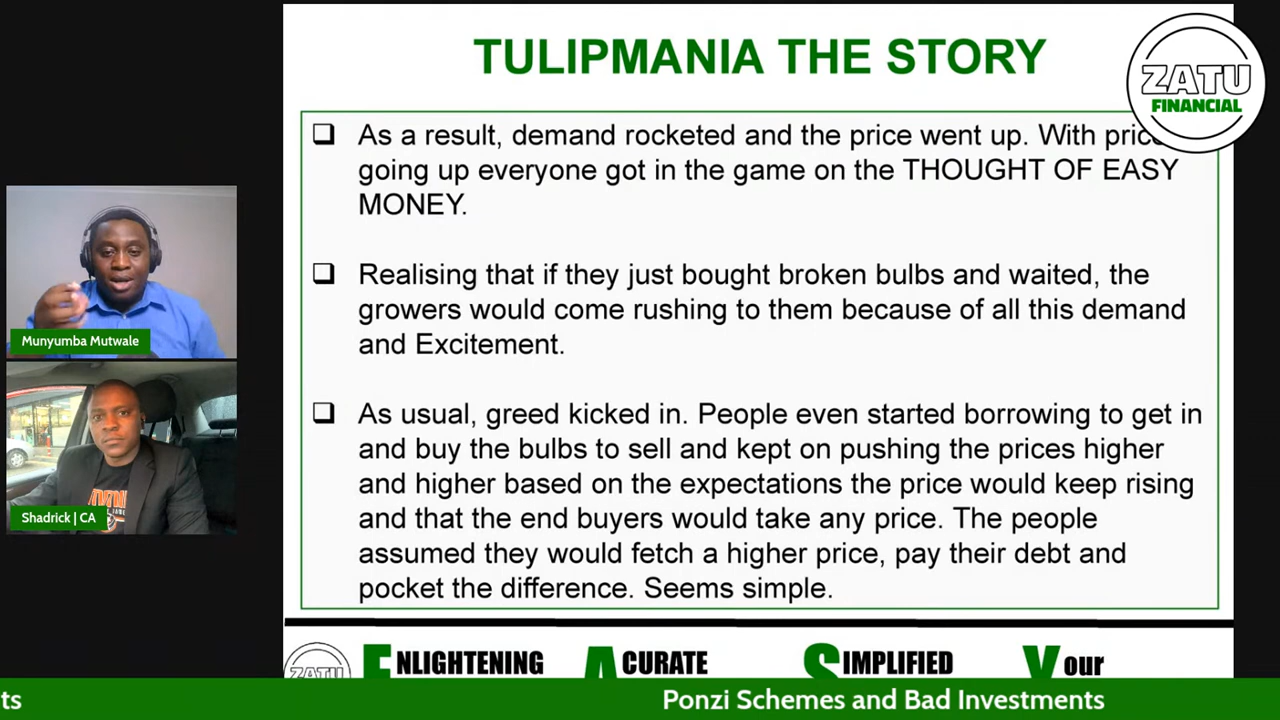 TULIPMANIA THE STORY
ZATU
FINANCIAL
As a result, demand rocketed and the price went up. With
going up everyone got in the game on the THOUGHT OF EASY
MONEY.
Realising that if they just bought broken bulbs and waited, the
growers would come rushing to them because of all this demand
and Excitement.
As usual, greed kicked in. People even started borrowing to get in
and buy the bulbs to sell and kept on pushing the prices higher
and higher based on the expectations the price would keep rising
and that the end buyers would take any price. The people
assumed they would fetch a higher price, pay their debt and
pocket the difference. Seems simple.
Munyumba Mutwale
Shadrick | CA
ZATU ENLIGHTENING ACURATE SIMPLIFIED Your
ts Ponzi Schemes and Bad Investments